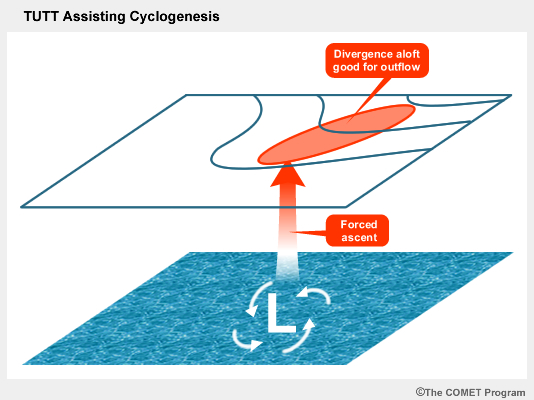 TUTT Assisting Cyclogenesis
Divergence aloft
good for outflow
Forced
ascent
L
©The COMET Program